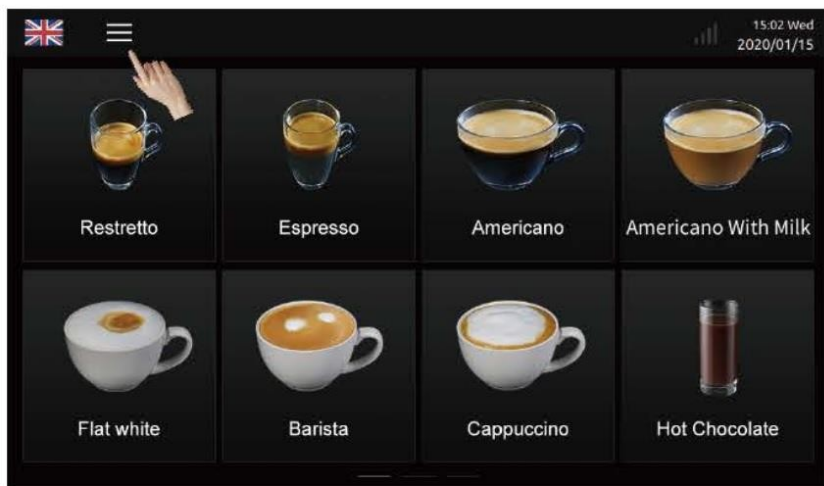 15:02 Wed
2020/01/15
Restretto
Espresso
Americano
Americano With Milk
Flat white
Barista
Cappuccino
Hot Chocolate